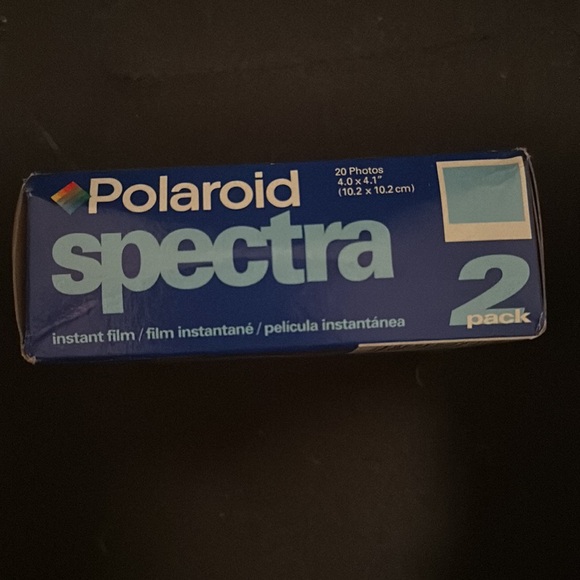 Polaroid
spectra
instant film / film instantané / película instantánea
20 Photos
4.0 x 4.1"
(10.2 x 10.2 cm)
2
pack